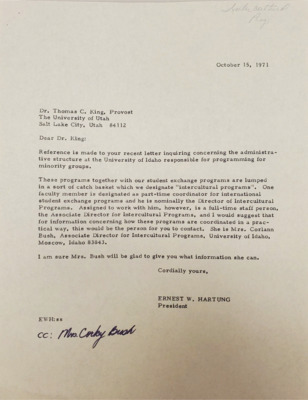 October 15, 1973
Dr. Thomas C. King, Provost
The University of Utah
Salt Lake City, Utah 84112
Dear Dr. King:
Reference is made to your recent letter inquiring concerning the administra-
tive structure at the University of Idaho responsible for programming for
minority groups.
These programs together with our student exchange programs are lumped
in a sort of catch basket which we designate "intercultural programs". One
faculty member is designated as part-time coordinator for international
student exchange programs and he is nominally the Director of Intercultural
Programs. Assigned to work with him, however, is a full-time staff person,
the Associate Director for Intercultural Programs, and I would suggest that
for information concerning how these programs are coordinated in a prac-
tical way, this would be the person for you to contact. She is Mrs. Corlann
Bush, Associate Director for Intercultural Programs, University of Idaho,
Moscow, Idaho 83843.
I am sure Mrs. Bush will be glad to give you what information she can.
Cordially yours,
ERNEST W. HARTUNG
President
EWH:ss
CC: Mrs. Corky Bush